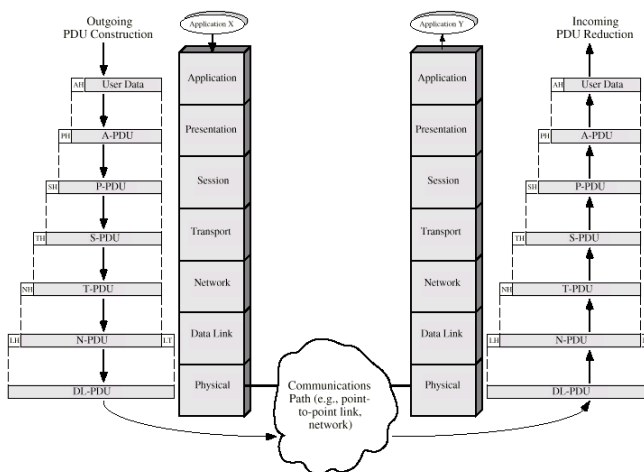 Outgoing
PDU Construction
Application X
Application Y
Incoming
PDU Reduction
AH User Data
Application
Application
AH User Data
PH A-PDU
Presentation
Presentation
PH A-PDU
SH P-PDU
Session
Session
SH P-PDU
TH S-PDU
Transport
Transport
TH S-PDU
NH T-PDU
Network
Network
NH T-PDU
LH N-PDU LT
Data Link
Data Link
LH N-PDU
DL-PDU
Physical
Communications
Path (e.g., point-
to-point link,
network)
Physical
DL-PDU